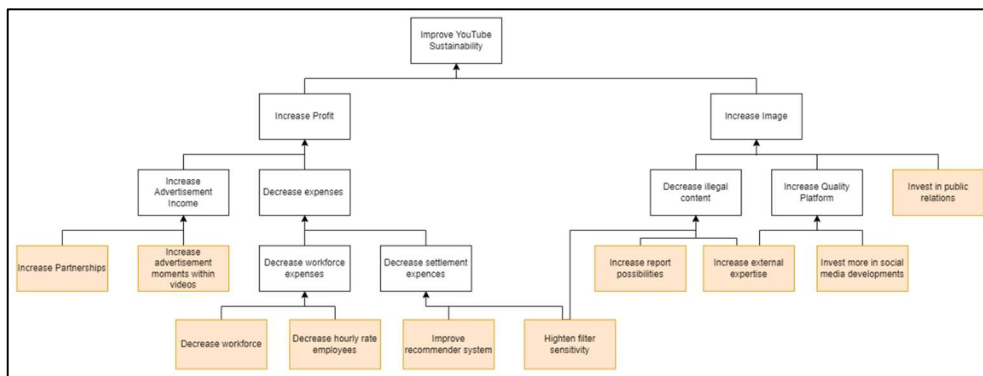 Improve YouTube
Sustainability
Increase Profit
Increase Image
Increase
Advertisement
Income
Decrease expenses
Decrease illegal
content
Increase Quality
Platform
Invest in public
relations
Increase Partnerships
Increase
advertisement
moments within
videos
Decrease workforce
expenses
Decrease settlement
expences
Increase report
possibilities
Increase external
expertise
Invest more in social
media developments
Decrease workforce
Decrease hourly rate
employees
Improve
recommender system
Highten filter
sensitivity